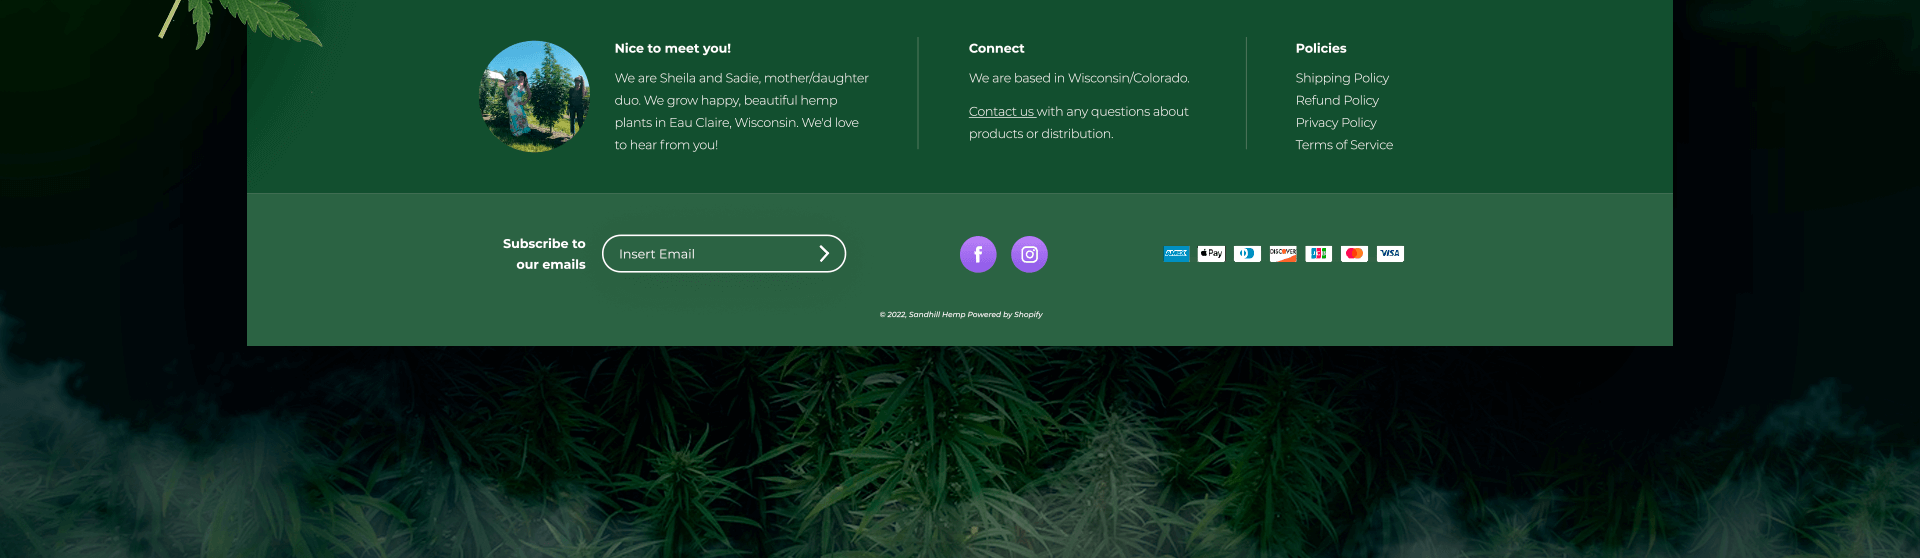 Nice to meet you!
We are Sheila and Sadie, mother/daughter
duo. We grow happy, beautiful hemp
plants in Eau Claire, Wisconsin. We'd love
to hear from you!
Connect
We are based in Wisconsin/Colorado.
Contact us with any questions about
products or distribution.
Policies
Shipping Policy
Refund Policy
Privacy Policy
Terms of Service
Subscribe to
our emails
Insert Email
f
AMEX
Pay
DISCOVER
JCB
VISA
© 2022, Sandhill Hemp Powered by Shopify